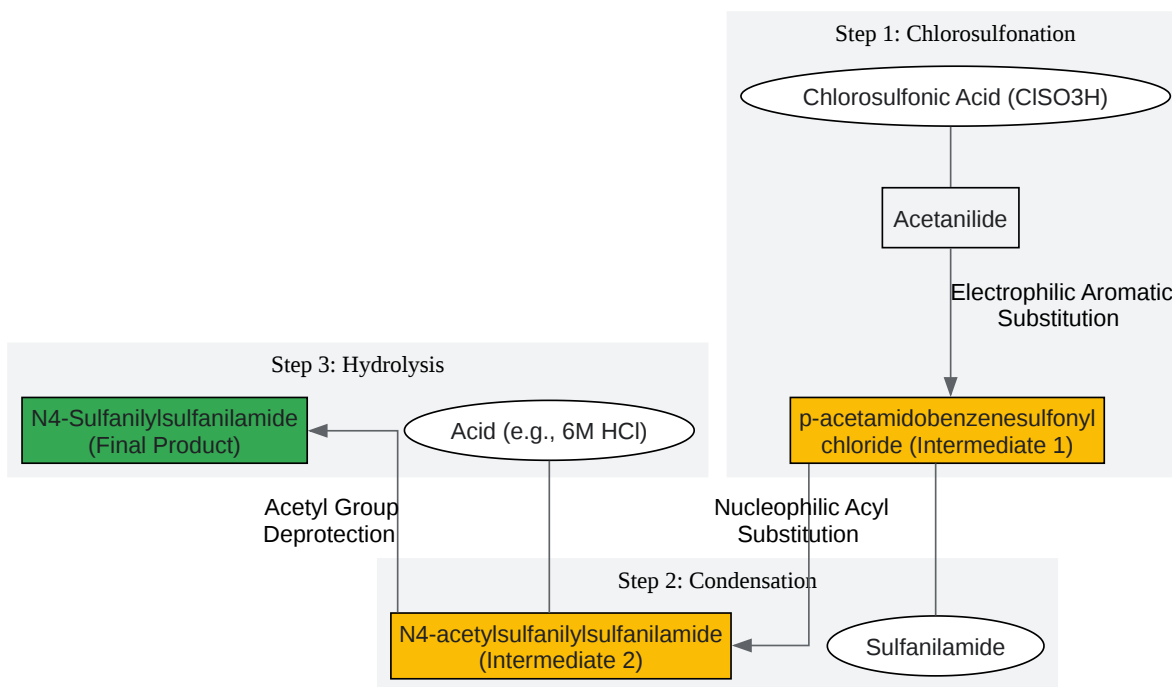 Step 1: Chlorosulfonation
Chlorosulfonic Acid (ClSO3H)
Acetanilide
Electrophilic Aromatic
Substitution
p-acetamidobenzenesulfonyl
chloride (Intermediate 1)
Nucleophilic Acyl
Substitution
Step 2: Condensation
Sulfanilamide
N4-acetylsulfanilylsulfanilamide
(Intermediate 2)
Step 3: Hydrolysis
Acid (e.g., 6M HCl)
Acetyl Group
Deprotection
N4-Sulfanilylsulfanilamide
(Final Product)